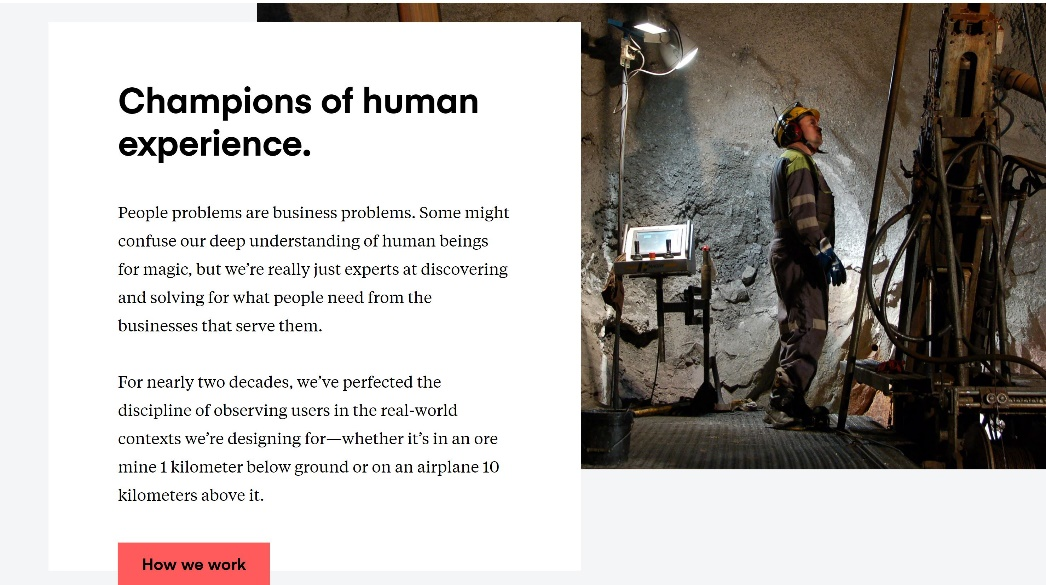 Champions of human
experience.
People problems are business problems. Some might
confuse our deep understanding of human beings
for magic, but we’re really just experts at discovering
and solving for what people need from the
businesses that serve them.
For nearly two decades, we’ve perfected the
discipline of observing users in the real-world
contexts we’re designing for—whether it’s in an ore
mine 1 kilometer below ground or on an airplane 10
kilometers above it.
How we work